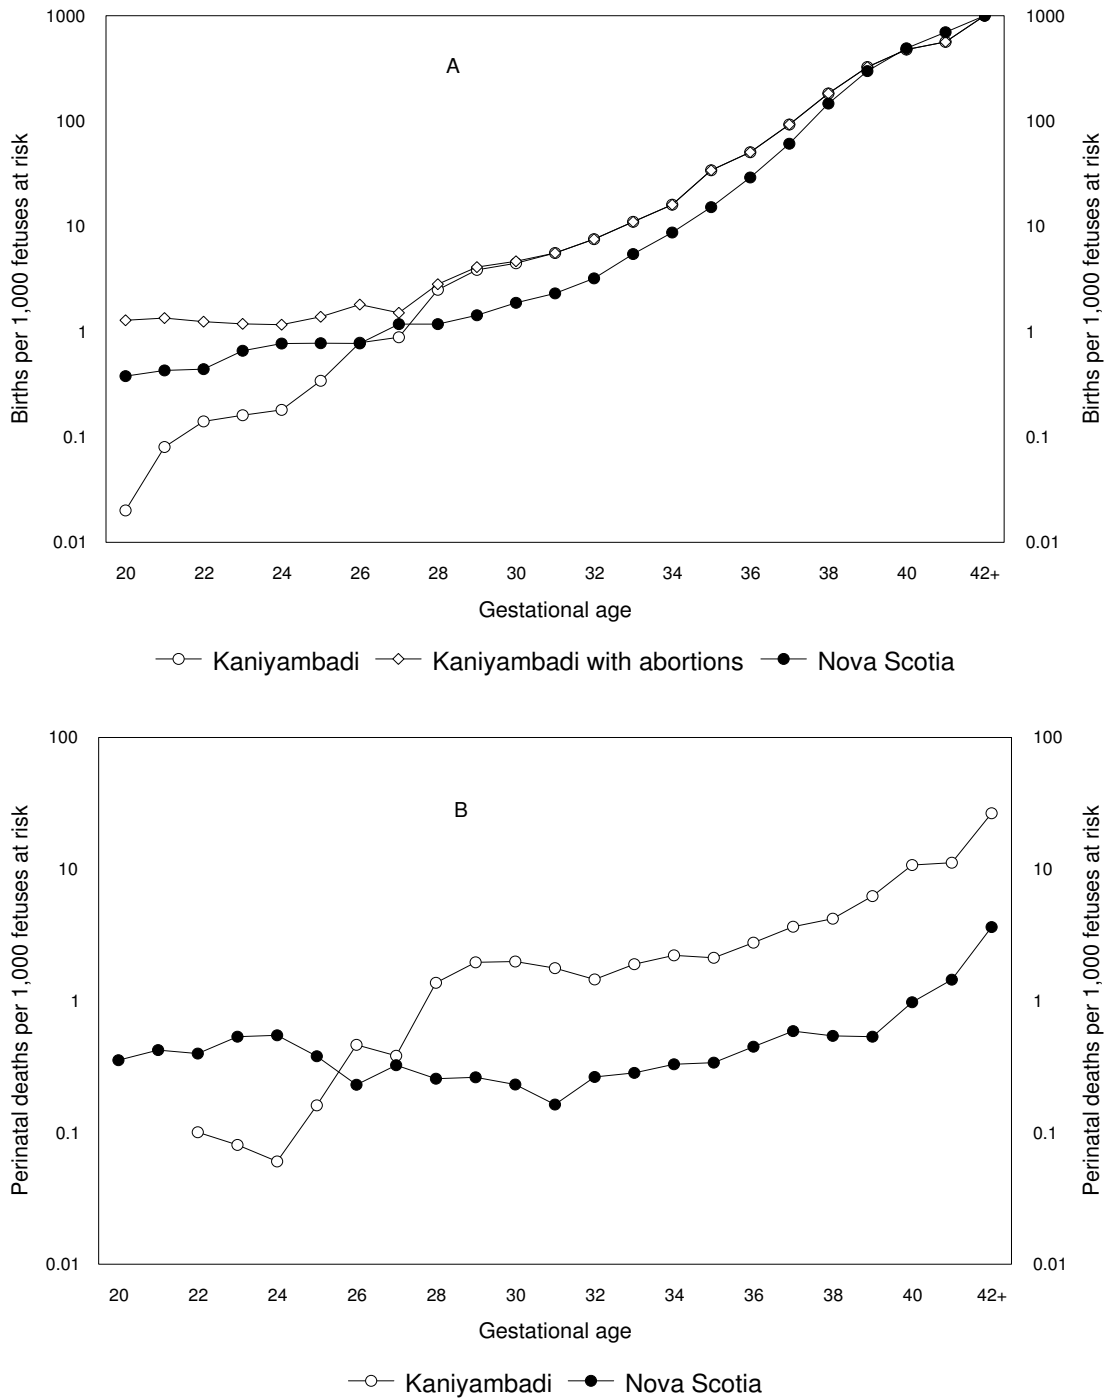 1000
1000
A
100
100
10
10
1
1
0.1
0.1
0.01
0.01
Births per 1,000 fetuses at risk
Births per 1,000 fetuses at risk
20 22 24 26 28 30 32 34 36 38 40 42+
Gestational age
Kaniyambadi Kaniyambadi with abortions Nova Scotia
100
100
B
10
10
1
1
0.1
0.1
0.01
0.01
Perinatal deaths per 1,000 fetuses at risk
Perinatal deaths per 1,000 fetuses at risk
20 22 24 26 28 30 32 34 36 38 40 42+
Gestational age
Kaniyambadi Nova Scotia